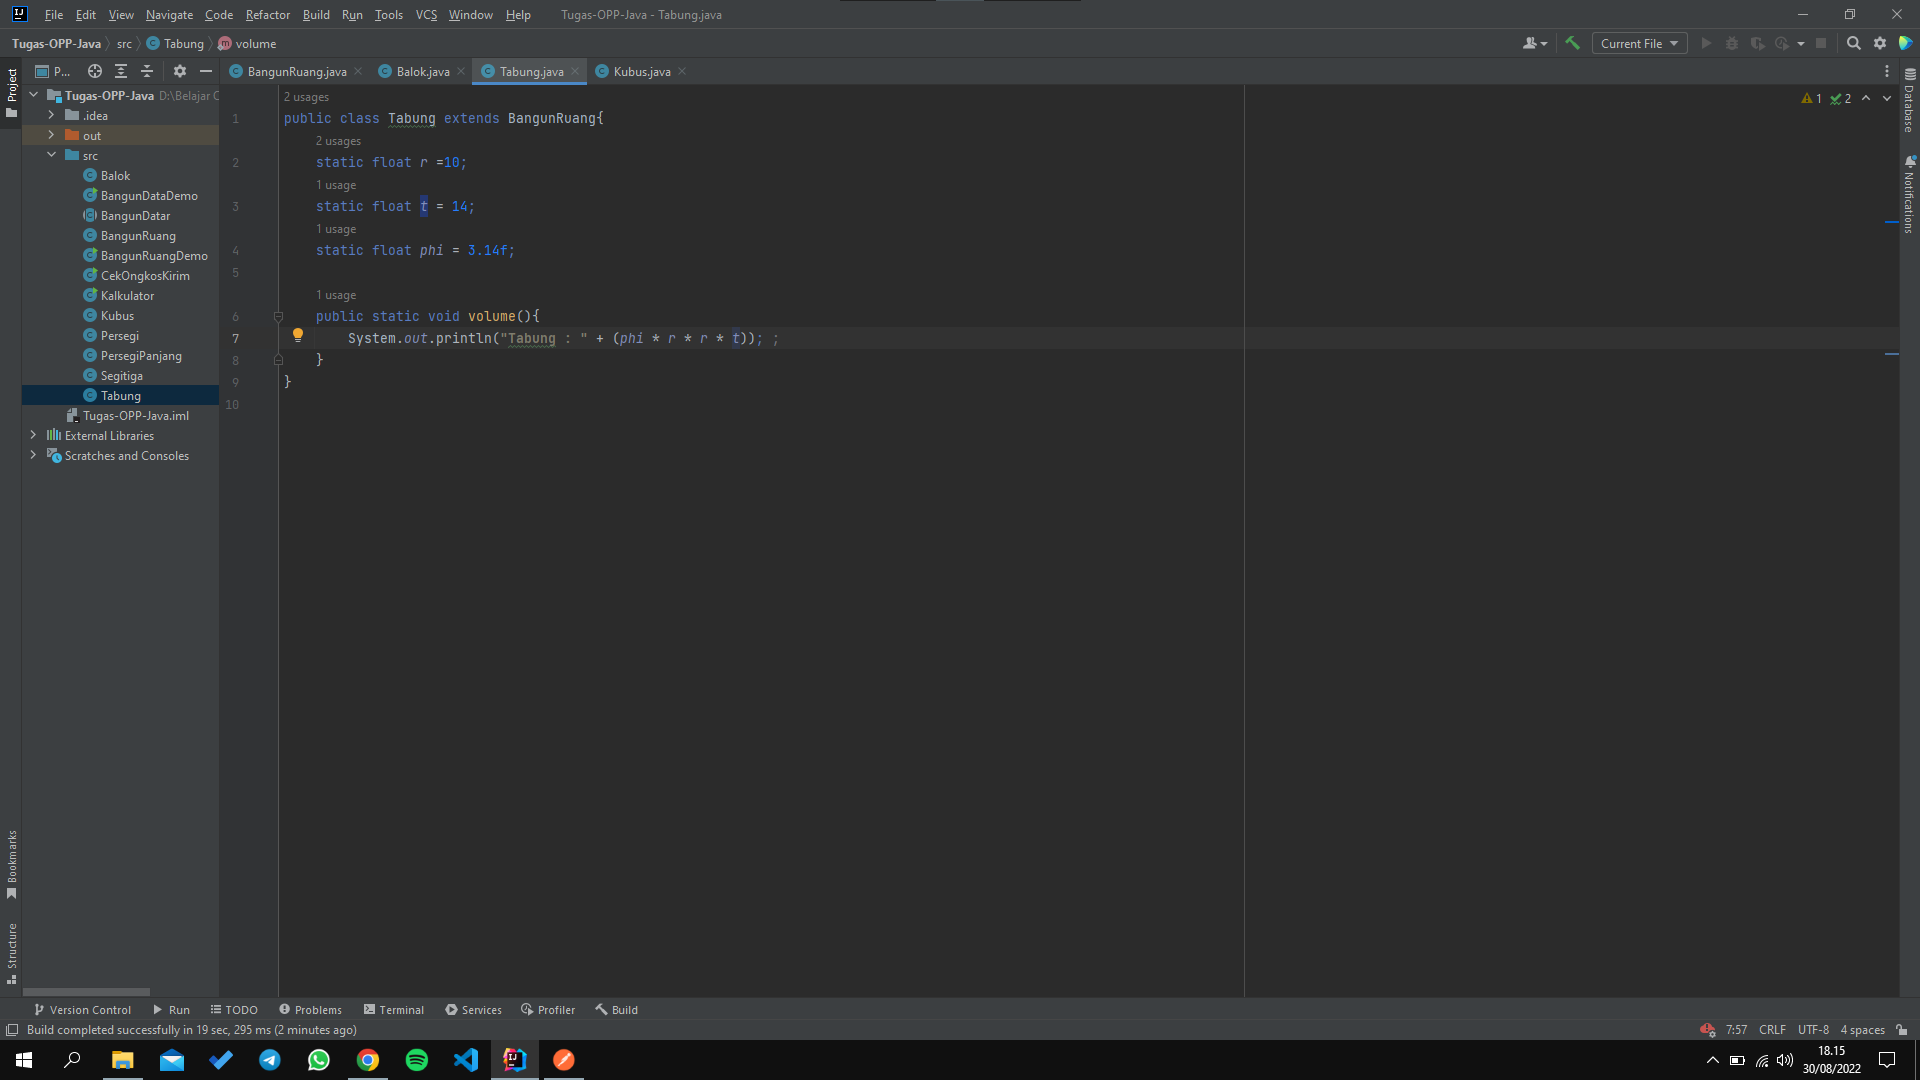 File Edit View Navigate Code Refactor Build Run Tools VCS Window Help Tugas-OPP-Java - Tabung.java
Tugas-OPP-Java src Tabung volume
Current File
Project
P...
BangunRuang.java Balok.java Tabung.java Kubus.java
Tugas-OPP-Java D:\Belajar C
.idea
out
src
Balok
BangunDataDemo
BangunDatar
BangunRuang
BangunRuangDemo
CekOngkosKirim
Kalkulator
Kubus
Persegi
PersegiPanjang
Segitiga
Tabung
Tugas-OPP-Java.iml
External Libraries
Scratches and Consoles
2 usages
1 public class Tabung extends BangunRuang{
2 usages
2 static float r =10;
1 usage
3 static float t = 14;
1 usage
4 static float phi = 3.14f;
5
1 usage
6 public static void volume(){
7 System.out.println("Tabung : " + (phi * r * r * t)); ;
8 }
9 }
10
1 2
Database
Notifications
Bookmarks
Structure
Version Control Run TODO Problems Terminal Services Profiler Build
Build completed successfully in 19 sec, 295 ms (2 minutes ago)
7:57 CRLF UTF-8 4 spaces
18.15
30/08/2022